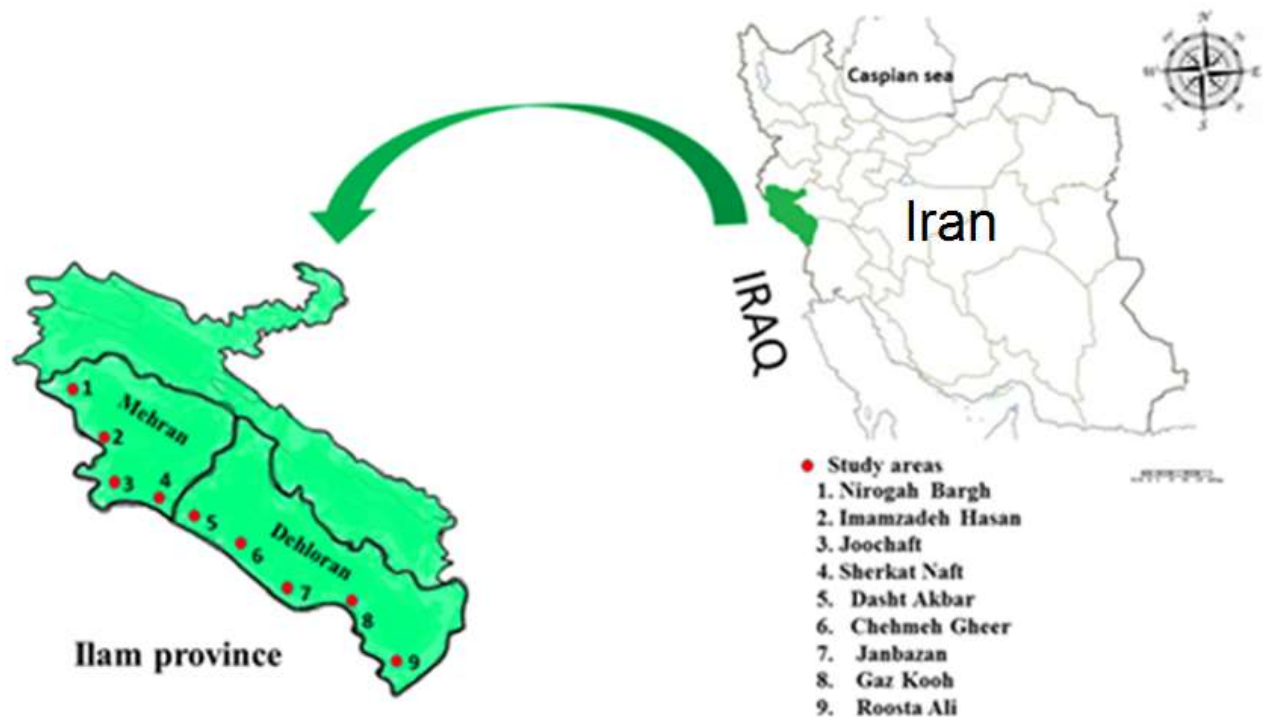 N
W
E
S
Caspian sea
Iran
IRAQ
1
Mehran
2
3
4
5
Dehloran
6
7
8
9
Ilam province
Study areas
1. Nirogah Bargh
2. Imamzadeh Hasan
3. Joochaft
4. Sherkat Naft
5. Dasht Akbar
6. Chehmeh Gheer
7. Janbazan
8. Gaz Kooh
9. Roosta Ali